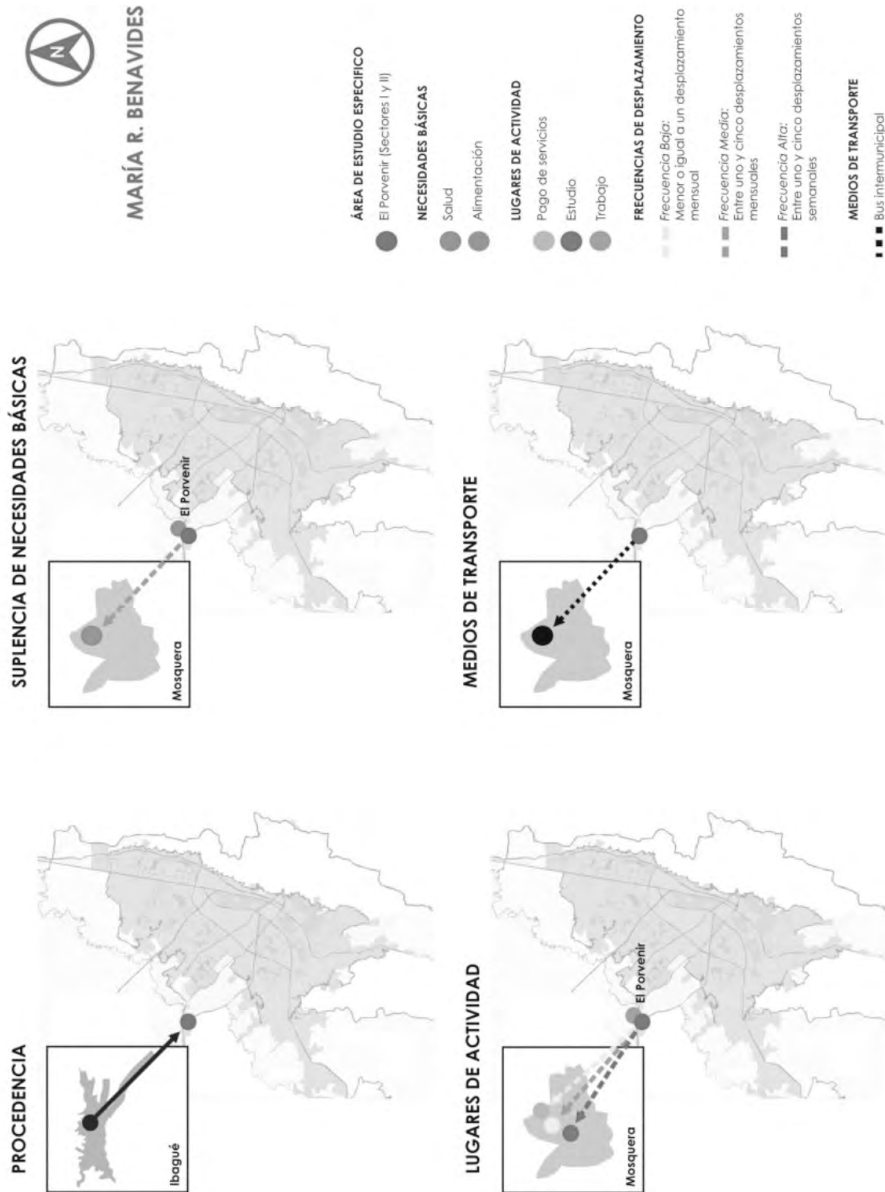 N
MARÍA R. BENAVIDES
PROCEDENCIA
Ibagué
SUPLENCIA DE NECESIDADES BÁSICAS
El Porvenir
Mosquera
LUGARES DE ACTIVIDAD
El Porvenir
Mosquera
MEDIOS DE TRANSPORTE
Mosquera
ÁREA DE ESTUDIO ESPECIFICO
El Porvenir (Sectores I y II)
NECESIDADES BÁSICAS
Salud
Alimentación
LUGARES DE ACTIVIDAD
Pago de servicios
Estudio
Trabajo
FRECUENCIAS DE DESPLAZAMIENTO
Frecuencia Baja:
Menor o igual a un desplazamiento
mensual
Frecuencia Media:
Entre uno y cinco desplazamientos
mensuales
Frecuencia Alta:
Entre uno y cinco desplazamientos
semanales
MEDIOS DE TRANSPORTE
Bus intermunicipal